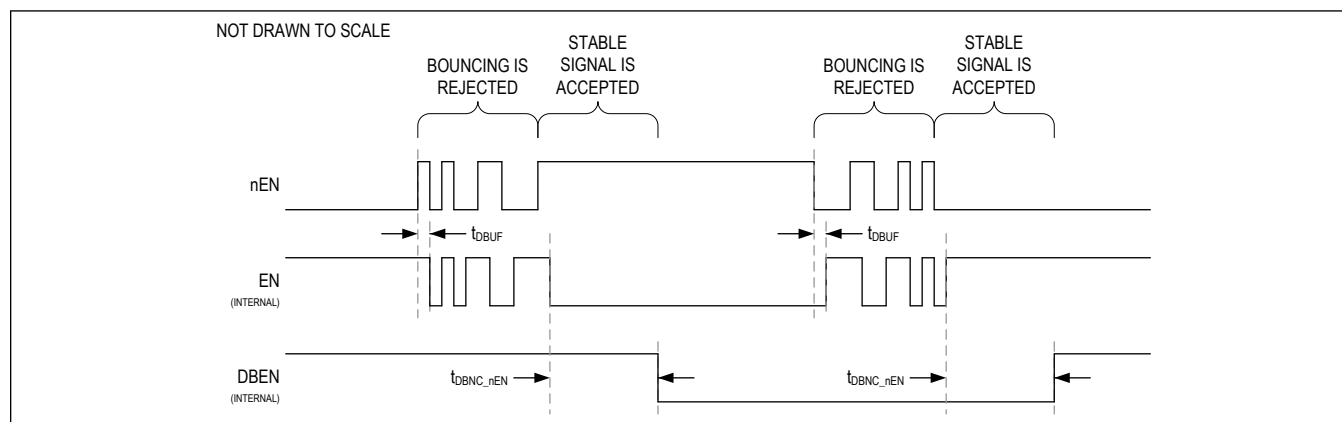 NOT DRAWN TO SCALE
BOUNCING IS
REJECTED
STABLE
SIGNAL IS
ACCEPTED
BOUNCING IS
REJECTED
STABLE
SIGNAL IS
ACCEPTED
nEN
tDBUF
tDBUF
EN
(INTERNAL)
DBEN
(INTERNAL)
tDBNC_nEN
tDBNC_nEN